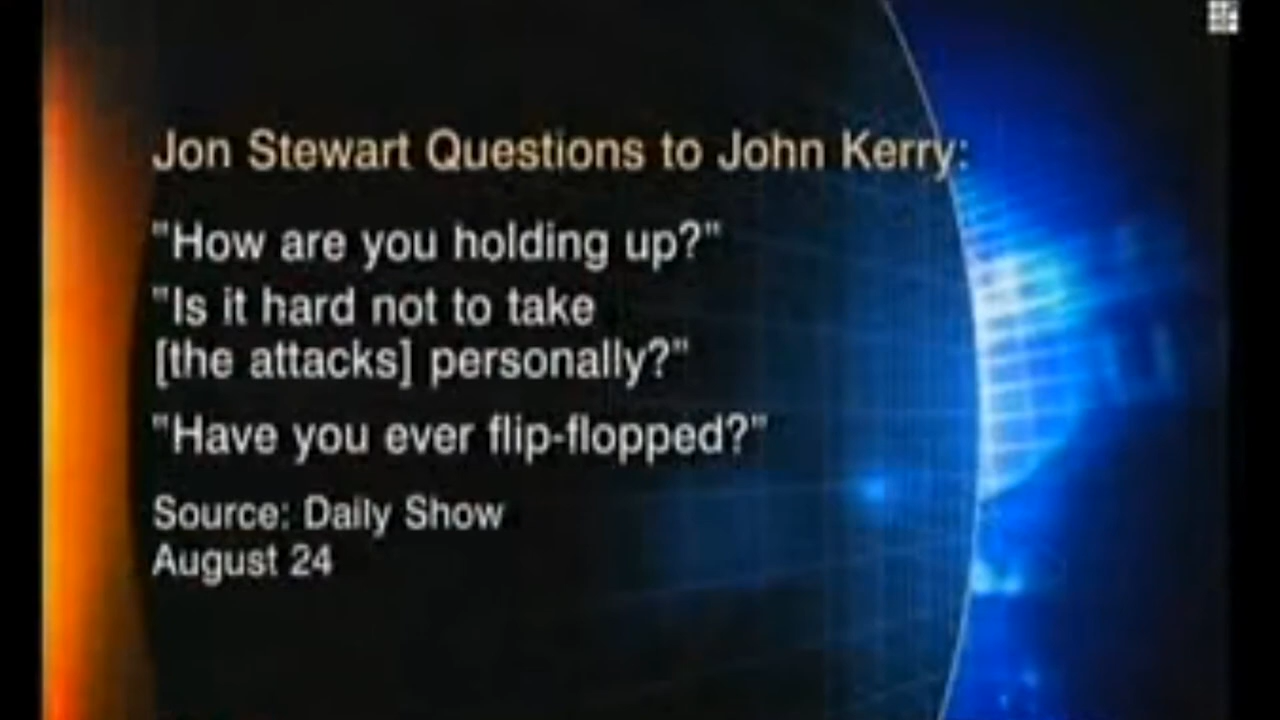 Jon Stewart Questions to John Kerry:
"How are you holding up?"
"Is it hard not to take
[the attacks] personally?"
"Have you ever flip-flopped?"
Source: Daily Show
August 24